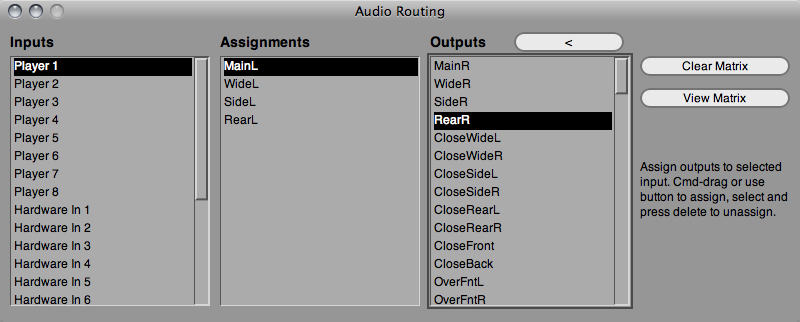 Audio Routing
Inputs
Player 1
Player 2
Player 3
Player 4
Player 5
Player 6
Player 7
Player 8
Hardware In 1
Hardware In 2
Hardware In 3
Hardware In 4
Hardware In 5
Hardware In 6
Assignments
MainL
WideL
SideL
RearL
Outputs
<
MainR
WideR
SideR
RearR
CloseWideL
CloseWideR
CloseSideL
CloseSideR
CloseRearL
CloseRearR
CloseFront
CloseBack
OverFntL
OverFntR
Clear Matrix
View Matrix
Assign outputs to selected
input. Cmd-drag or use
button to assign, select and
press delete to unassign.